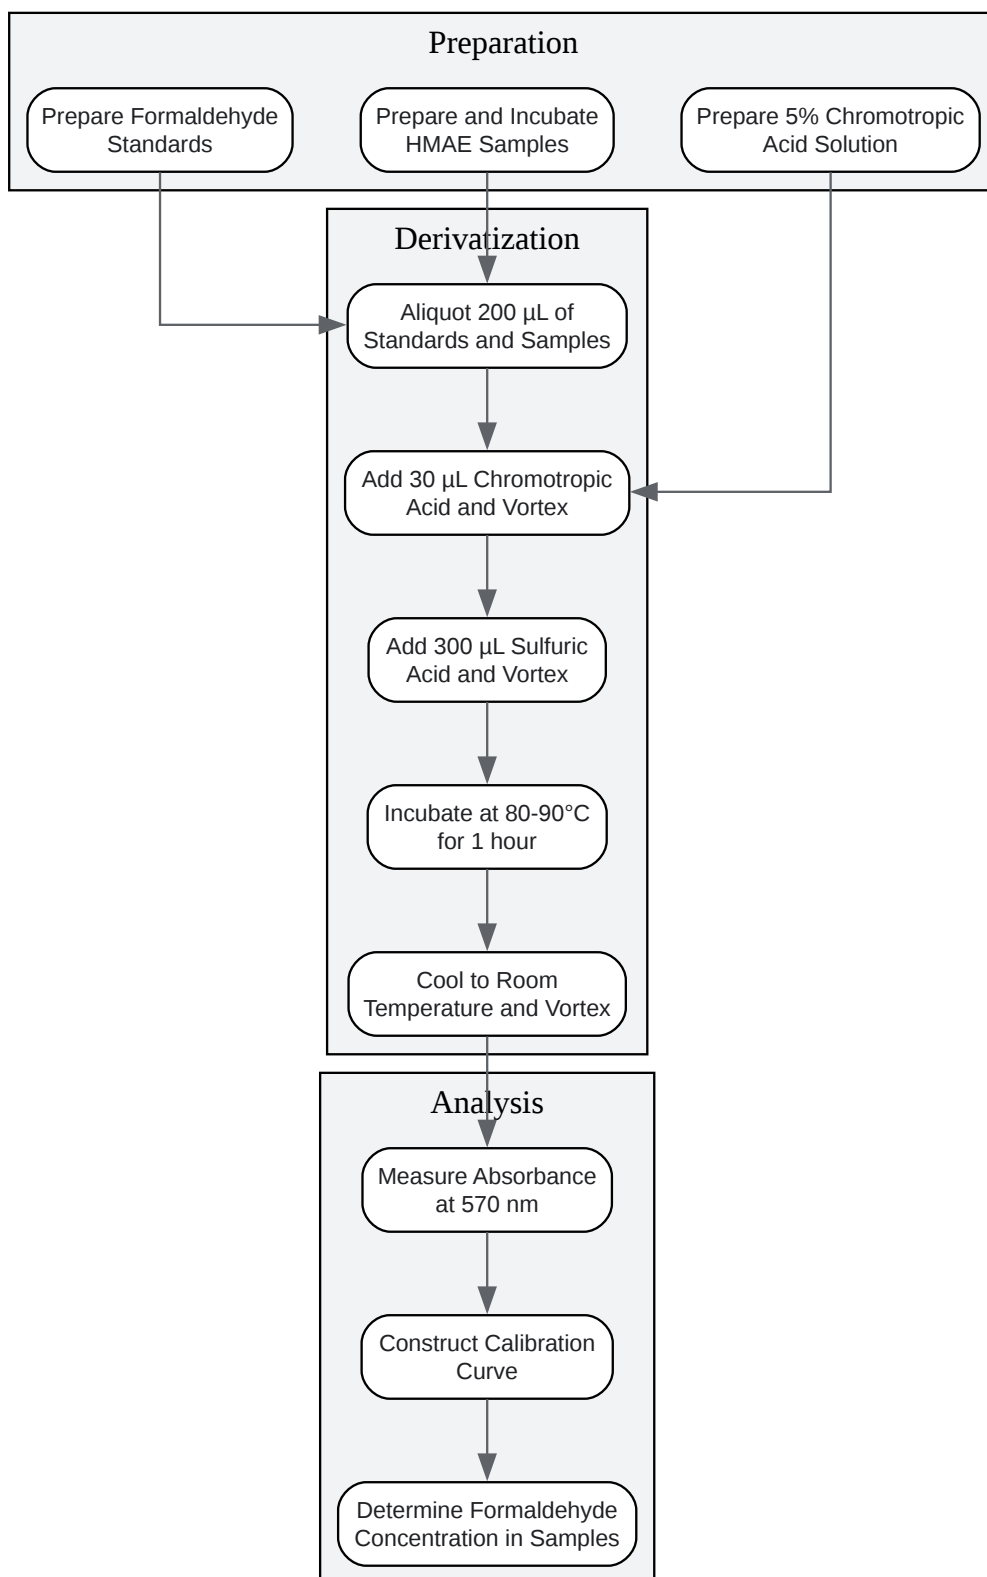 Preparation
Prepare Formaldehyde
Standards
Prepare and Incubate
HMAE Samples
Prepare 5% Chromotropic
Acid Solution
Derivatization
Aliquot 200 µL of
Standards and Samples
Add 30 µL Chromotropic
Acid and Vortex
Add 300 µL Sulfuric
Acid and Vortex
Incubate at 80-90°C
for 1 hour
Cool to Room
Temperature and Vortex
Analysis
Measure Absorbance
at 570 nm
Construct Calibration
Curve
Determine Formaldehyde
Concentration in Samples